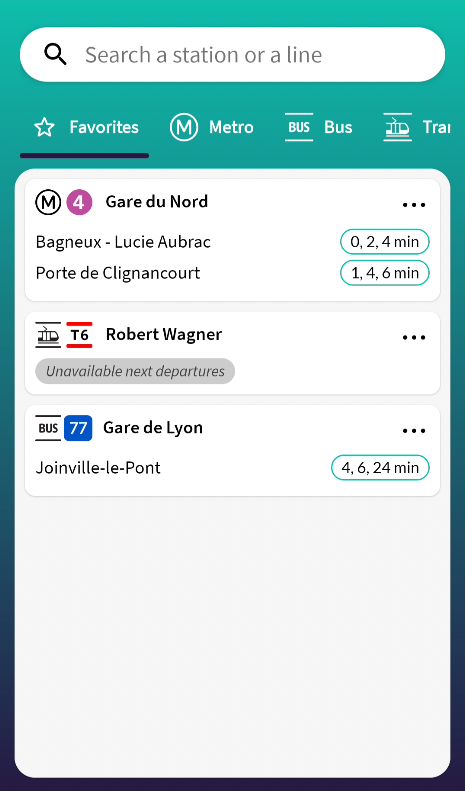 Search a station or a line
Favorites M Metro BUS Bus Tra
M 4 Gare du Nord
Bagneux - Lucie Aubrac 0, 2, 4 min
Porte de Clignancourt 1, 4, 6 min
T6 Robert Wagner
Unavailable next departures
BUS 77 Gare de Lyon
Joinville-le-Pont 4, 6, 24 min